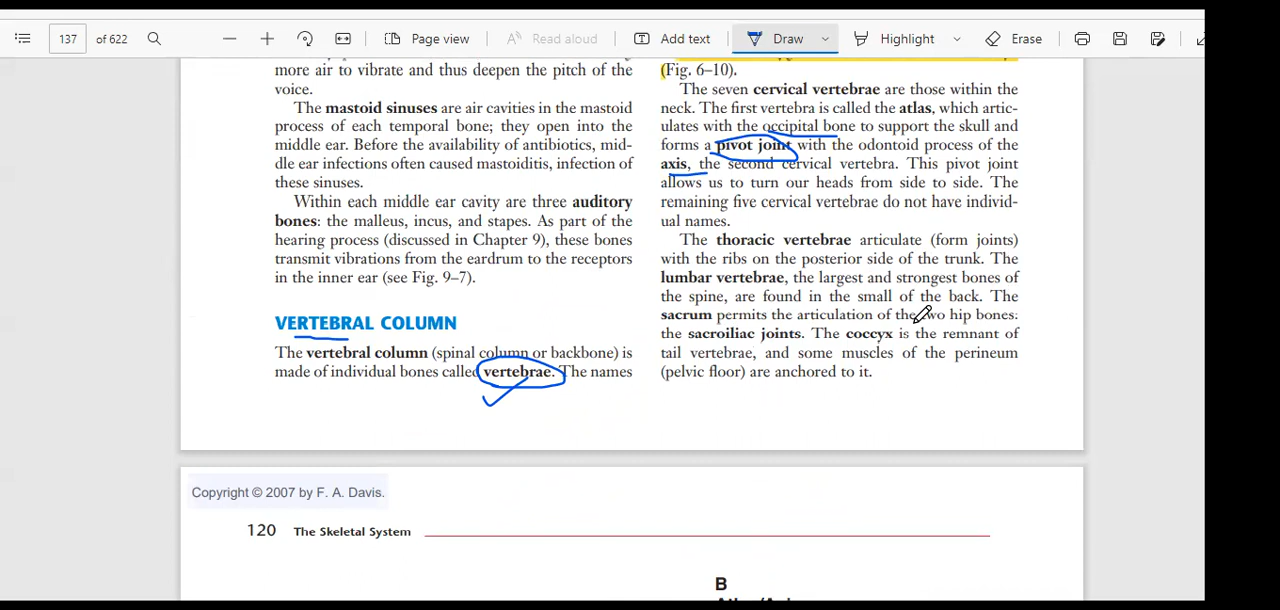 137 of 622 Page view Read aloud Add text Draw Highlight Erase
more air to vibrate and thus deepen the pitch of the
voice.
The mastoid sinuses are air cavities in the mastoid
process of each temporal bone; they open into the
middle ear. Before the availability of antibiotics, mid-
dle ear infections often caused mastoiditis, infection of
these sinuses.
Within each middle ear cavity are three auditory
bones: the malleus, incus, and stapes. As part of the
hearing process (discussed in Chapter 9), these bones
transmit vibrations from the eardrum to the receptors
in the inner ear (see Fig. 9–7).
VERTEBRAL COLUMN
The vertebral column (spinal column or backbone) is
made of individual bones called vertebrae. The names
(Fig. 6–10).
The seven cervical vertebrae are those within the
neck. The first vertebra is called the atlas, which artic-
ulates with the occipital bone to support the skull and
forms a pivot joint with the odontoid process of the
axis, the second cervical vertebra. This pivot joint
allows us to turn our heads from side to side. The
remaining five cervical vertebrae do not have individ-
ual names.
The thoracic vertebrae articulate (form joints)
with the ribs on the posterior side of the trunk. The
lumbar vertebrae, the largest and strongest bones of
the spine, are found in the small of the back. The
sacrum permits the articulation of the two hip bones:
the sacroiliac joints. The coccyx is the remnant of
tail vertebrae, and some muscles of the perineum
(pelvic floor) are anchored to it.
Copyright © 2007 by F. A. Davis.
120 The Skeletal System
B